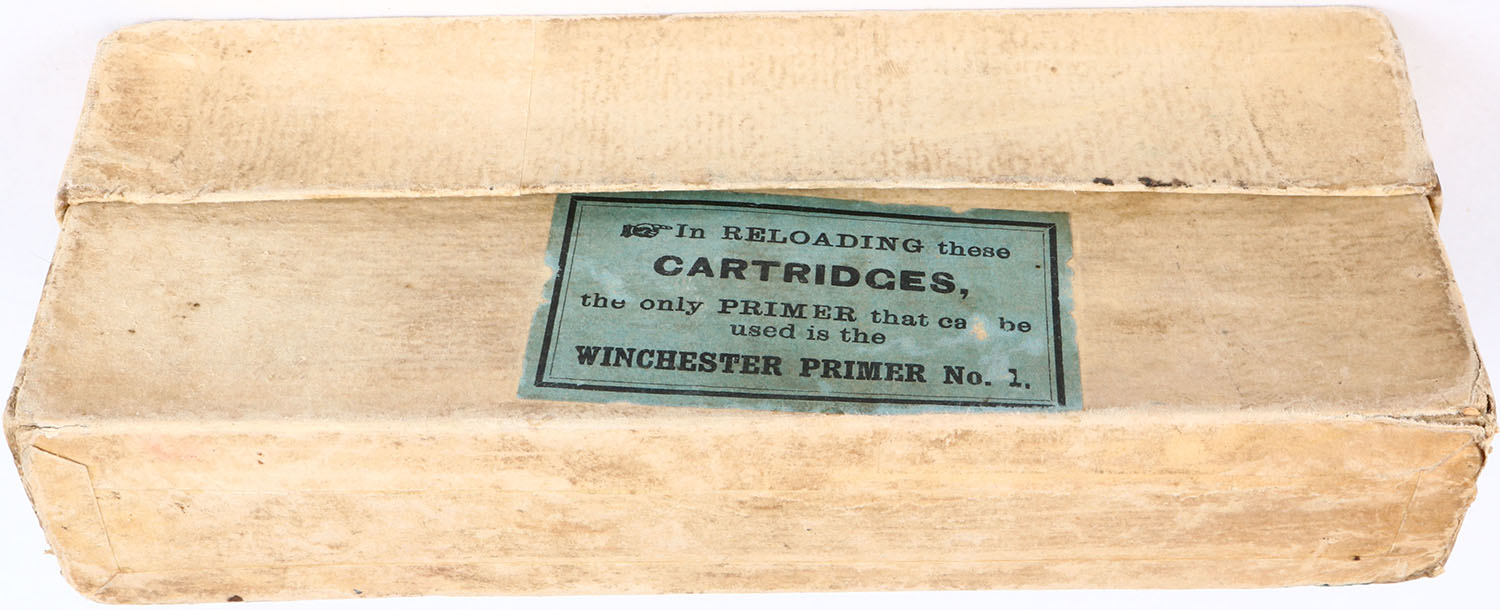 ☞In RELOADING these
CARTRIDGES,
the only PRIMER that ca be
used is the
WINCHESTER PRIMER No. 1.